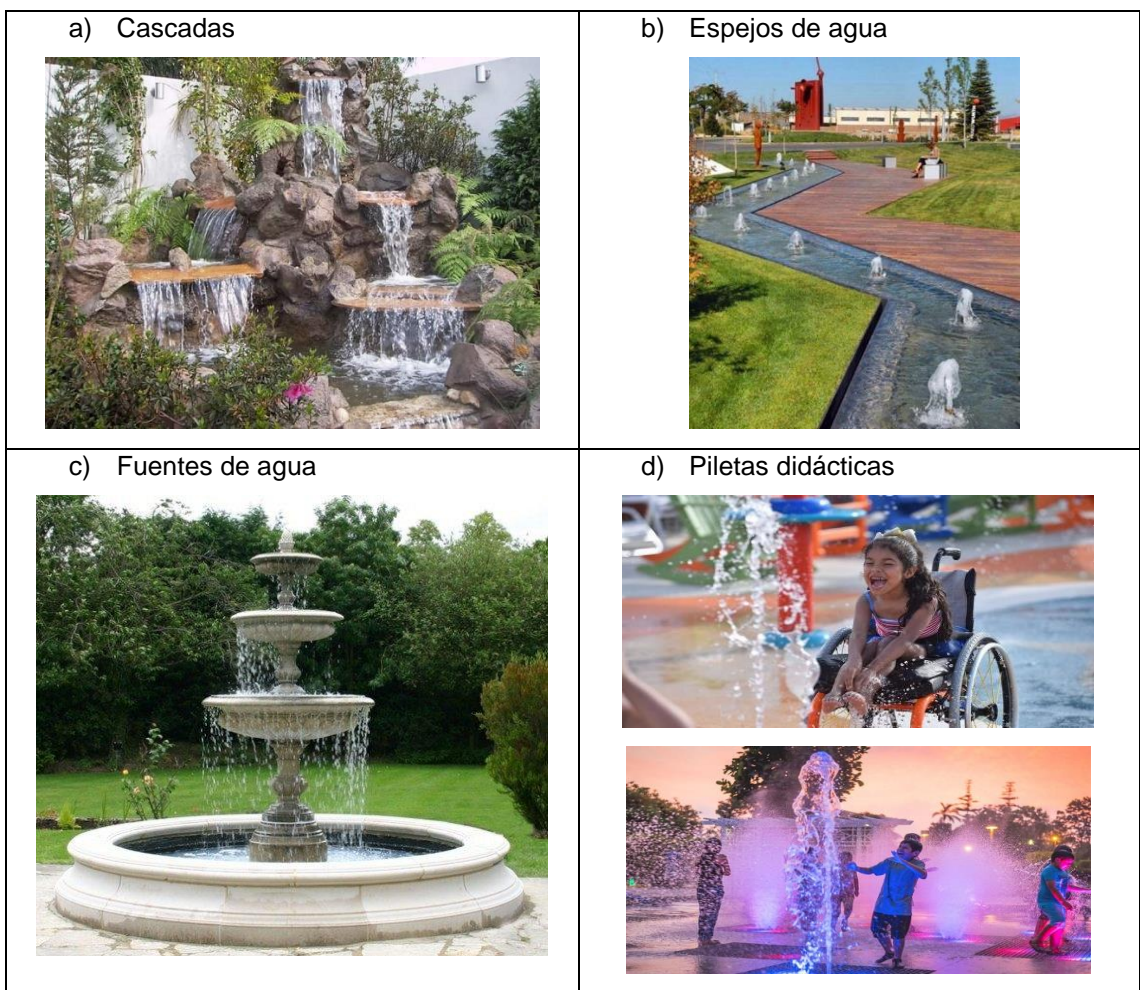 a) Cascadas
b) Espejos de agua
c) Fuentes de agua
d) Piletas didácticas